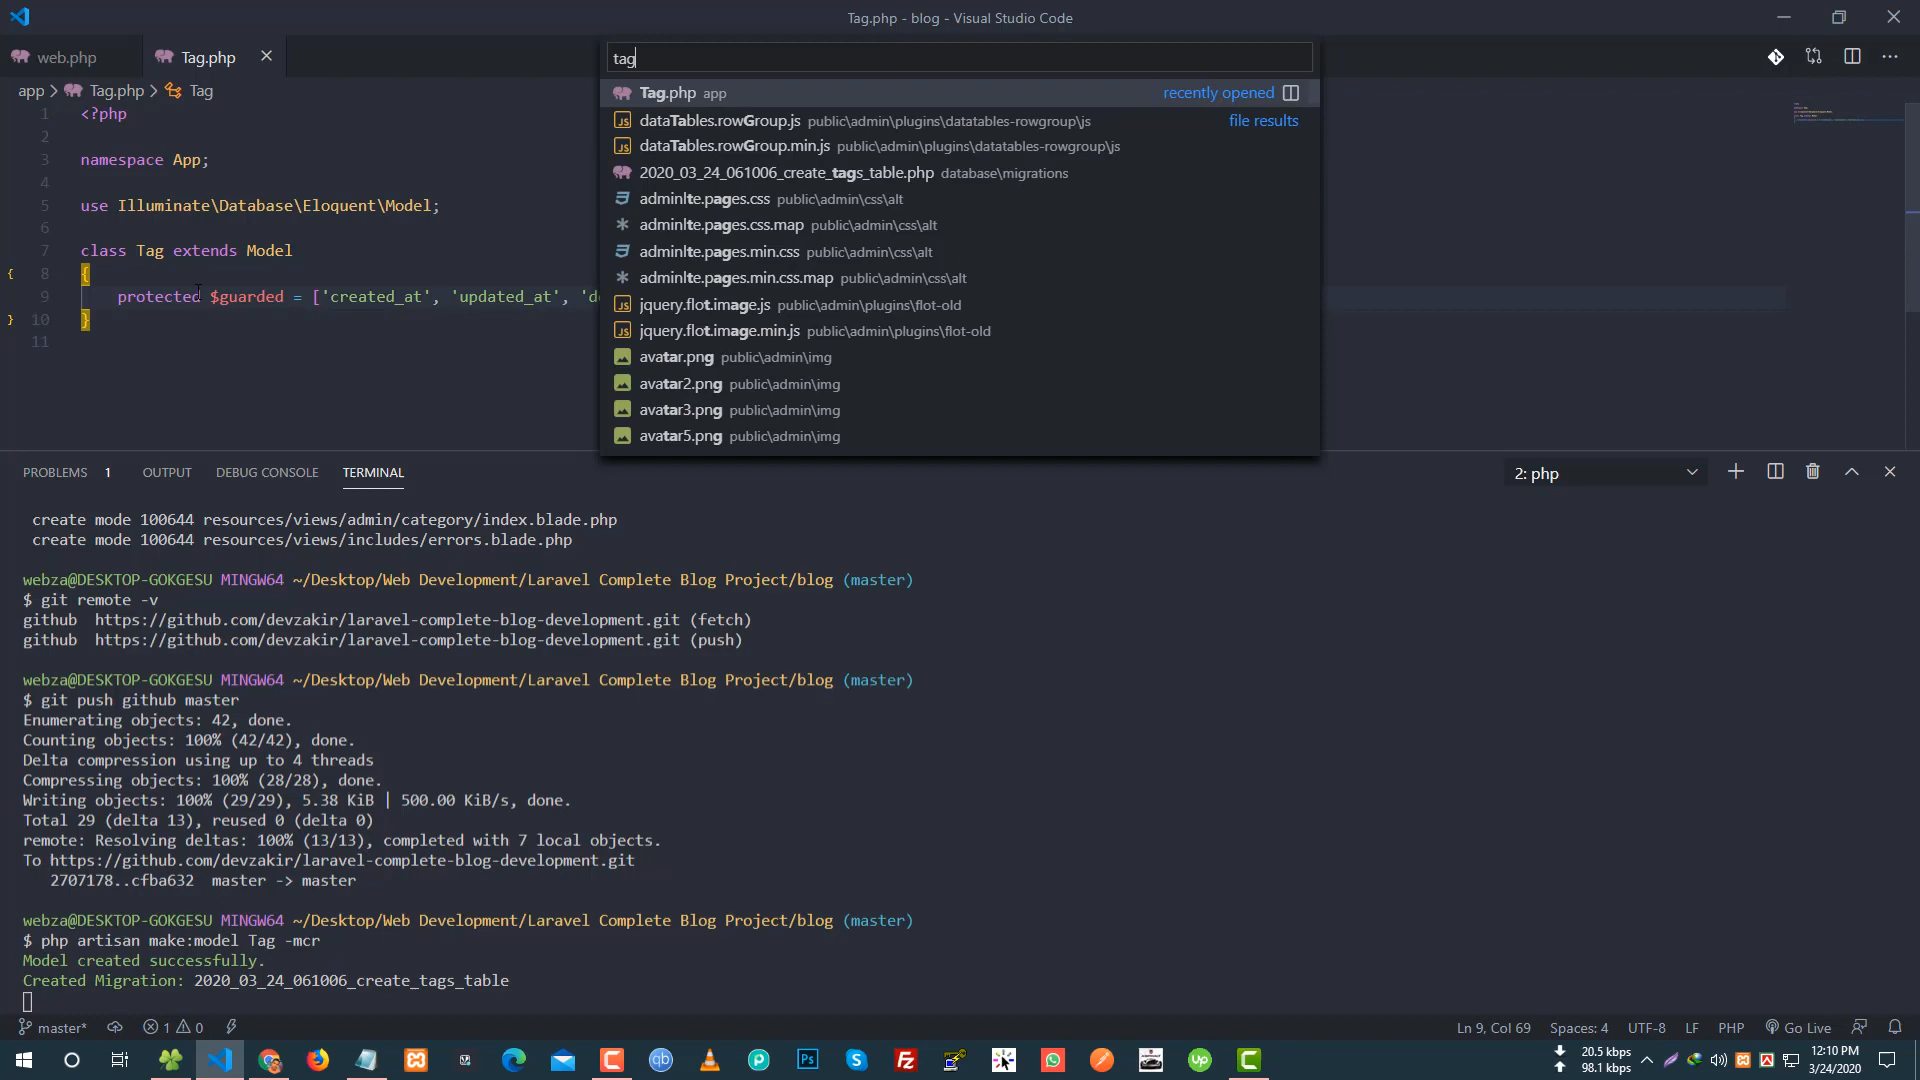 Tag.php - blog - Visual Studio Code
web.php
Tag.php
app > Tag.php > Tag
tag
Tag.php app recently opened
dataTables.rowGroup.js public\admin\plugins\datatables-rowgroup\js file results
dataTables.rowGroup.min.js public\admin\plugins\datatables-rowgroup\js
2020_03_24_061006_create_tags_table.php database\migrations
adminlte.pages.css public\admin\css\alt
adminlte.pages.css.map public\admin\css\alt
adminlte.pages.min.css public\admin\css\alt
adminlte.pages.min.css.map public\admin\css\alt
jquery.flot.image.js public\admin\plugins\flot-old
jquery.flot.image.min.js public\admin\plugins\flot-old
avatar.png public\admin\img
avatar2.png public\admin\img
avatar3.png public\admin\img
avatar5.png public\admin\img
1 <?php
2
3 namespace App;
4
5 use Illuminate\Database\Eloquent\Model;
6
7 class Tag extends Model
{ 8 {
9 protected $guarded = ['created_at', 'updated_at', 'd
} 10 }
11
PROBLEMS 1 OUTPUT DEBUG CONSOLE TERMINAL 2: php
create mode 100644 resources/views/admin/category/index.blade.php
create mode 100644 resources/views/includes/errors.blade.php
webza@DESKTOP-GOKGESU MINGW64 ~/Desktop/Web Development/Laravel Complete Blog Project/blog (master)
$ git remote -v
github https://github.com/devzakir/laravel-complete-blog-development.git (fetch)
github https://github.com/devzakir/laravel-complete-blog-development.git (push)
webza@DESKTOP-GOKGESU MINGW64 ~/Desktop/Web Development/Laravel Complete Blog Project/blog (master)
$ git push github master
Enumerating objects: 42, done.
Counting objects: 100% (42/42), done.
Delta compression using up to 4 threads
Compressing objects: 100% (28/28), done.
Writing objects: 100% (29/29), 5.38 KiB | 500.00 KiB/s, done.
Total 29 (delta 13), reused 0 (delta 0)
remote: Resolving deltas: 100% (13/13), completed with 7 local objects.
To https://github.com/devzakir/laravel-complete-blog-development.git
2707178..cfba632 master -> master
webza@DESKTOP-GOKGESU MINGW64 ~/Desktop/Web Development/Laravel Complete Blog Project/blog (master)
$ php artisan make:model Tag -mcr
Model created successfully.
Created Migration: 2020_03_24_061006_create_tags_table
master* 1 0 Ln 9, Col 69 Spaces: 4 UTF-8 LF PHP Go Live
20.5 kbps
98.1 kbps
12:10 PM
3/24/2020